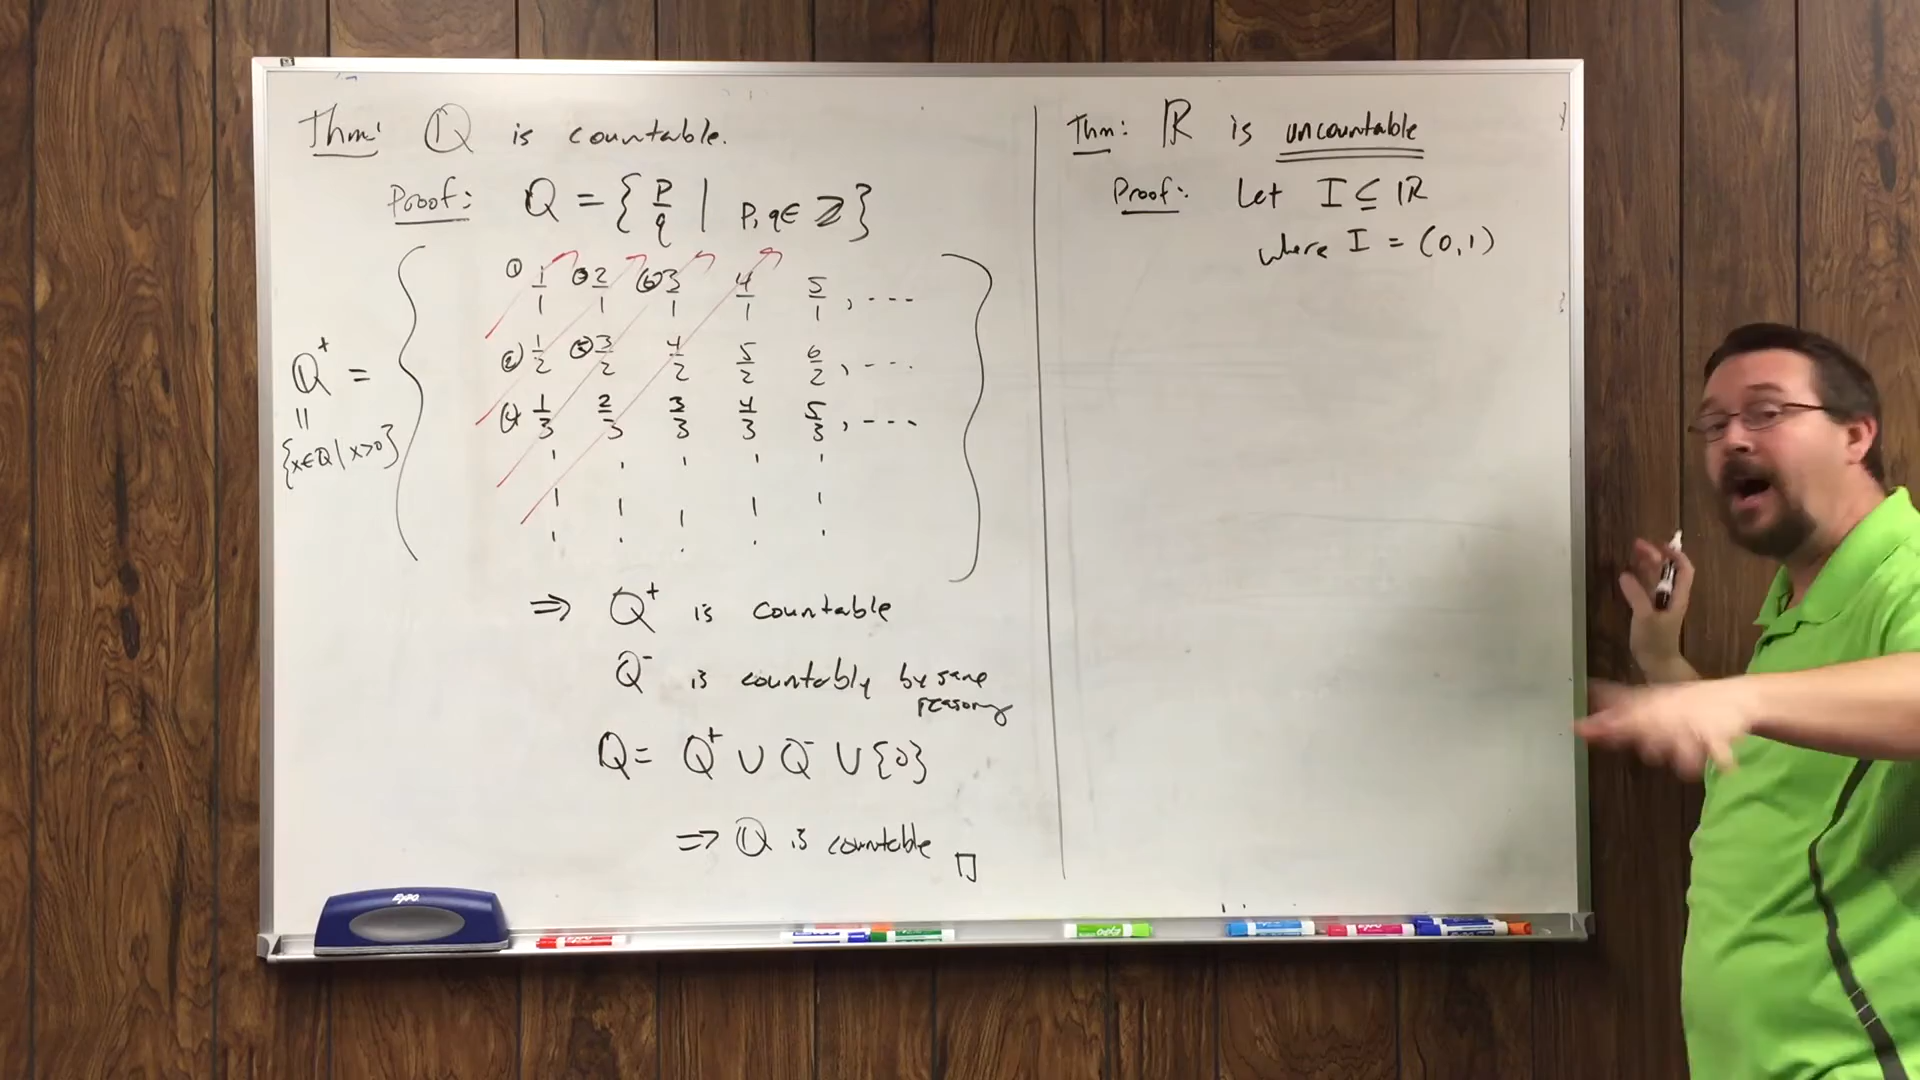 Thm: ℚ is countable.
Proof: Q = { p/q | p, q ∈ ℤ }
① 1/1 ③ 2/1 ⑥ 3/1 4/1 5/1, ---
② 1/2 ⑤ 3/2 4/2 5/2 6/2, ---
④ 1/3 2/3 3/3 4/3 5/3, ---
ℚ⁺ =
=
{x∈ℚ | x>0}
⇒ Q⁺ is countable
Q⁻ is countably by same
reasoning
Q = Q⁺ ∪ Q⁻ ∪ {0}
⇒ ℚ is countable □
Thm: ℝ is uncountable
Proof: Let I ⊆ ℝ
where I = (0,1)
EXPO
expo